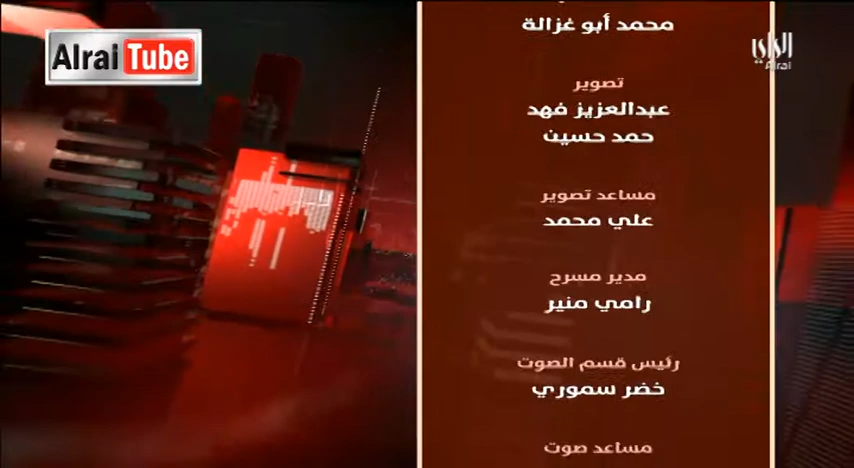 Alrai Tube
الراي
Alrai
محمد أبو غزالة
تصوير
عبدالعزيز فهد
حمد حسين
مساعد تصوير
علي محمد
مدير مسرح
رامي منير
رئيس قسم الصوت
خضر سموري
مساعد صوت